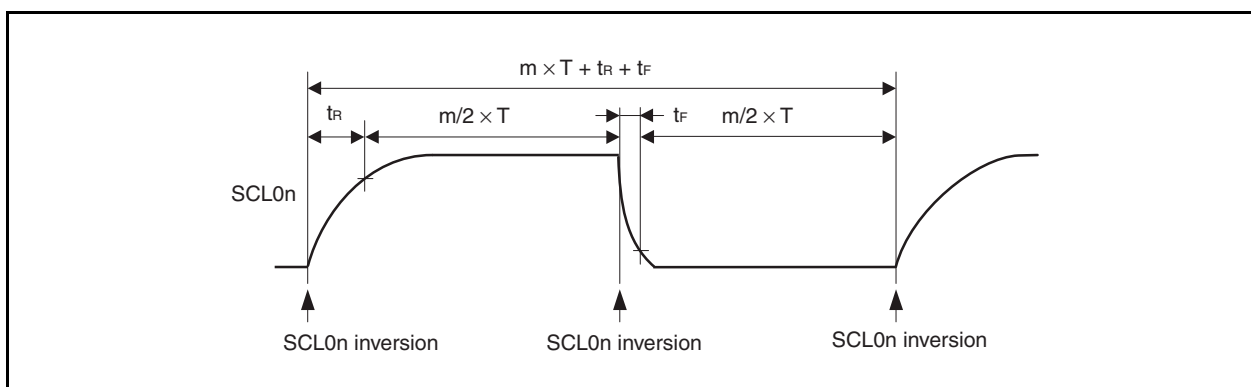 m × T + tR + tF
tR
m/2 × T
tF
m/2 × T
SCL0n
SCL0n inversion
SCL0n inversion
SCL0n inversion